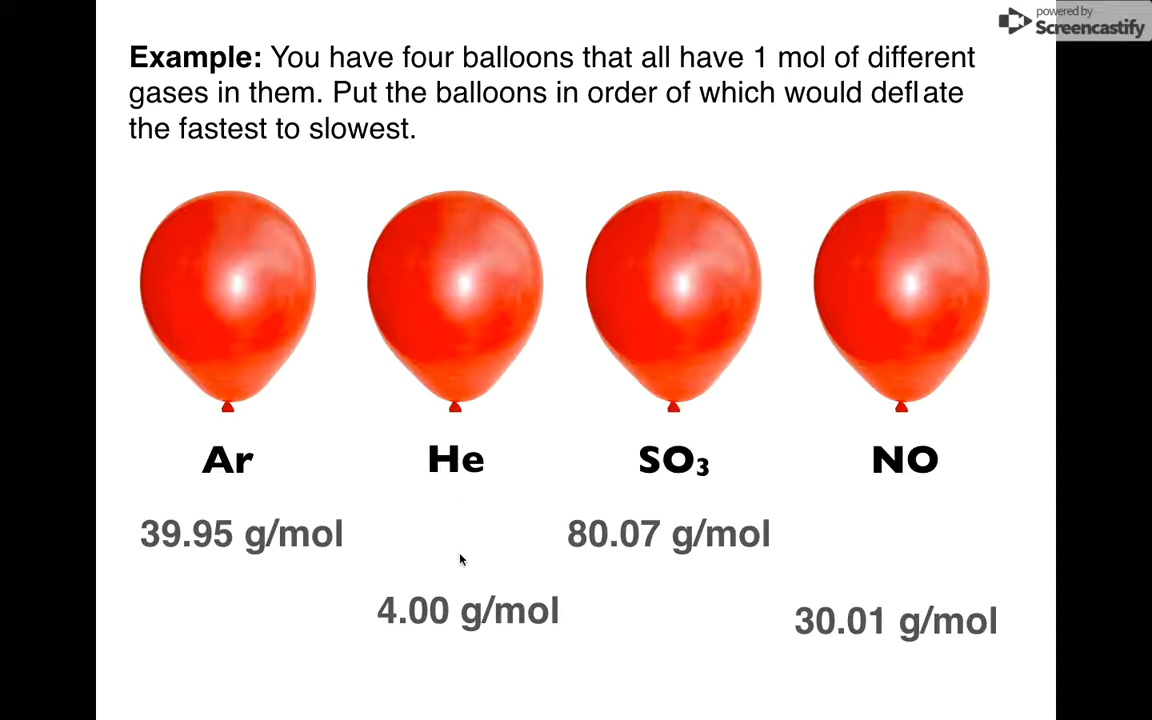 powered by
Screencastify
Example: You have four balloons that all have 1 mol of different
gases in them. Put the balloons in order of which would deflate
the fastest to slowest.
Ar He SO₃ NO
39.95 g/mol 80.07 g/mol
4.00 g/mol 30.01 g/mol